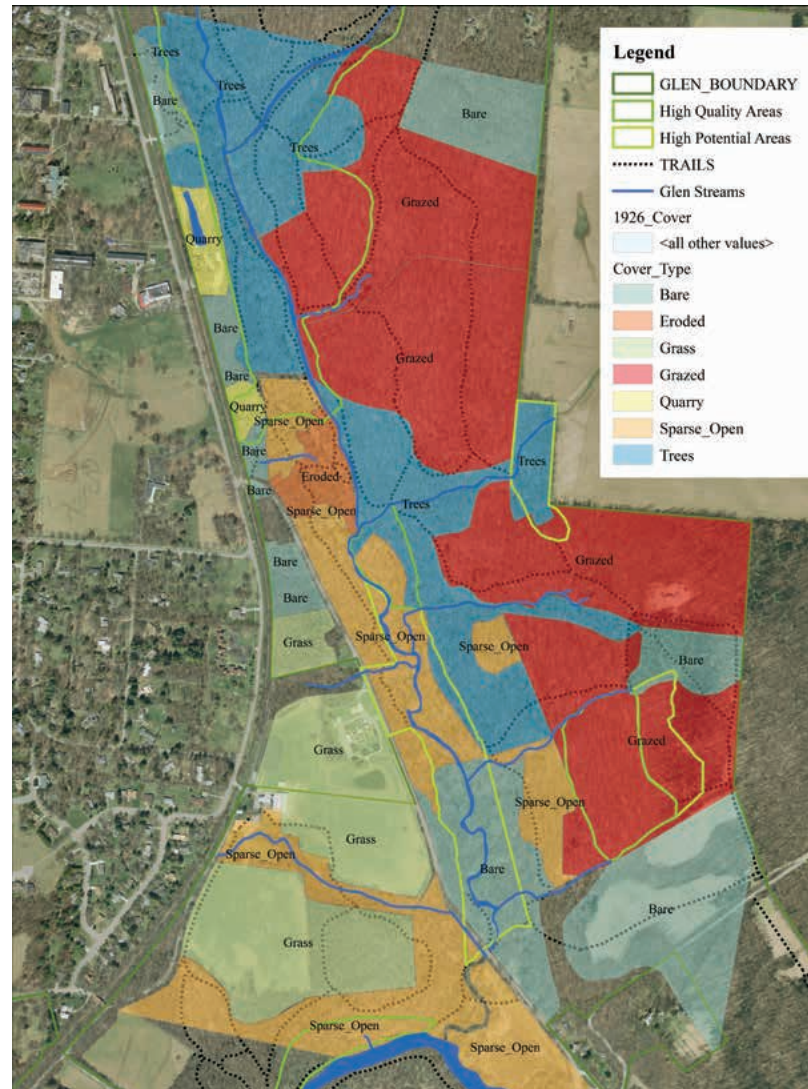 Legend
GLEN_BOUNDARY
High Quality Areas
High Potential Areas
TRAILS
Glen Streams
1926_Cover
<all other values>
Cover_Type
Bare
Eroded
Grass
Grazed
Quarry
Sparse_Open
Trees
Trees
Trees
Bare
Bare
Trees
Grazed
Quarry
Bare
Grazed
Bare
Quarry
Sparse_Open
Bare
Trees
Eroded
Bare
Trees
Sparse_Open
Grazed
Bare
Bare
Sparse_Open
Grass
Sparse_Open
Bare
Grazed
Grass
Sparse_Open
Grass
Sparse_Open
Bare
Bare
Grass
Sparse_Open
Sparse_Open